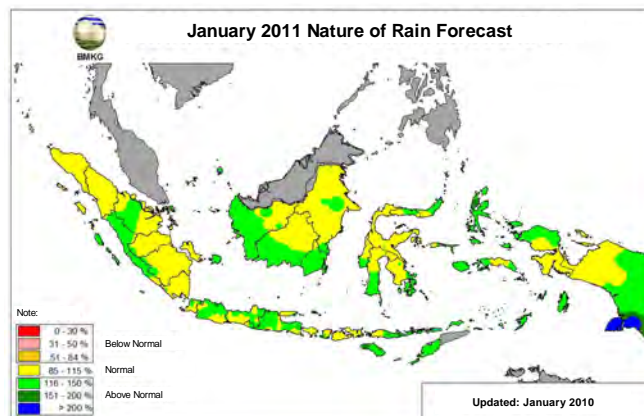 January 2011 Nature of Rain Forecast
BMKG
Note:
0 - 30 %
31 - 50 % Below Normal
51 - 84 %
85 - 115 % Normal
116 - 150 %
151 - 200 % Above Normal
> 200 %
Updated: January 2010